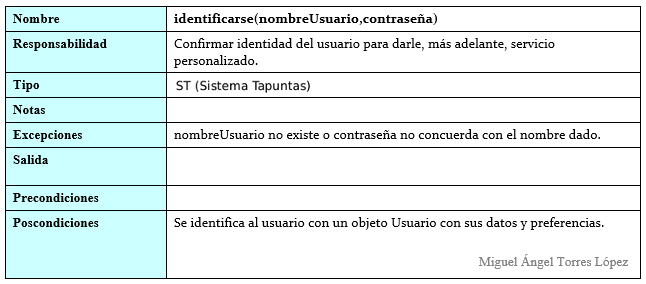 Nombre identificarse(nombreUsuario,contraseña)
Responsabilidad Confirmar identidad del usuario para darle, más adelante, servicio
personalizado.
Tipo ST (Sistema Tapuntas)
Notas
Excepciones nombreUsuario no existe o contraseña no concuerda con el nombre dado.
Salida
Precondiciones
Poscondiciones Se identifica al usuario con un objeto Usuario con sus datos y preferencias.
Miguel Ángel Torres López